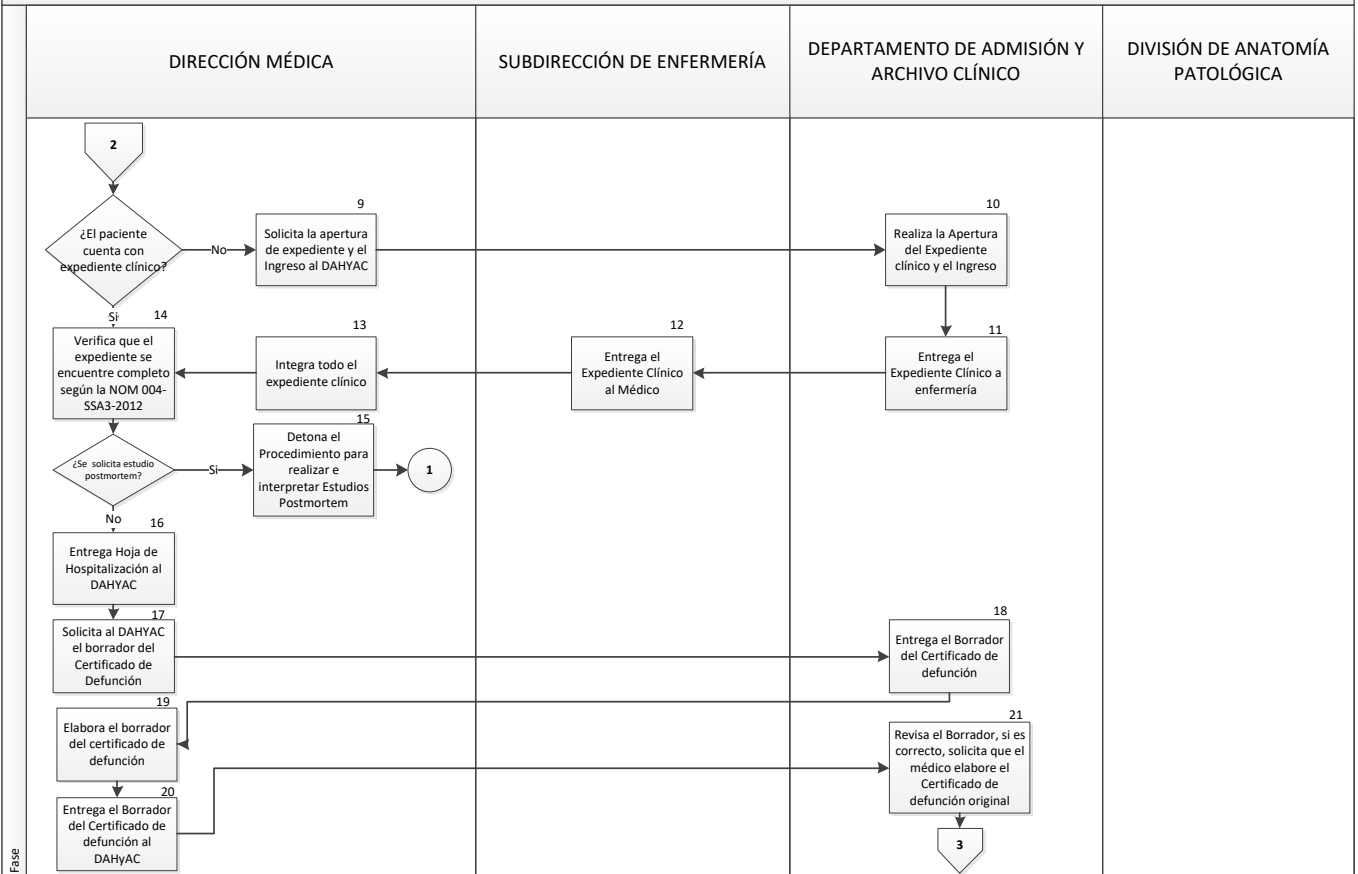 DIRECCIÓN MÉDICA
SUBDIRECCIÓN DE ENFERMERÍA
DEPARTAMENTO DE ADMISIÓN Y
ARCHIVO CLÍNICO
DIVISIÓN DE ANATOMÍA
PATOLÓGICA
Fase
2
¿El paciente
cuenta con
expediente clínico?
No
Si
9
Solicita la apertura
de expediente y el
Ingreso al DAHYAC
10
Realiza la Apertura
del Expediente
clínico y el Ingreso
11
Entrega el
Expediente Clínico a
enfermería
12
Entrega el
Expediente Clínico
al Médico
13
Integra todo el
expediente clínico
14
Verifica que el
expediente se
encuentre completo
según la NOM 004-
SSA3-2012
¿Se solicita estudio
postmortem?
Si
No
15
Detona el
Procedimiento para
realizar e
interpretar Estudios
Postmortem
1
16
Entrega Hoja de
Hospitalización al
DAHYAC
17
Solicita al DAHYAC
el borrador del
Certificado de
Defunción
18
Entrega el Borrador
del Certificado de
defunción
19
Elabora el borrador
del certificado de
defunción
20
Entrega el Borrador
del Certificado de
defunción al
DAHyAC
21
Revisa el Borrador, si es
correcto, solicita que el
médico elabore el
Certificado de
defunción original
3